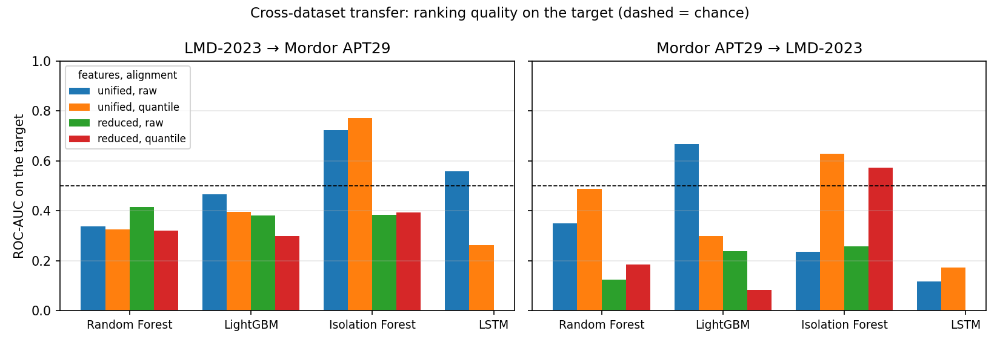 Cross-dataset transfer: ranking quality on the target (dashed = chance)
LMD-2023 → Mordor APT29
Mordor APT29 → LMD-2023
ROC-AUC on the target
1.0
0.8
0.6
0.4
0.2
0.0
features, alignment
unified, raw
unified, quantile
reduced, raw
reduced, quantile
Random Forest
LightGBM
Isolation Forest
LSTM
Random Forest
LightGBM
Isolation Forest
LSTM